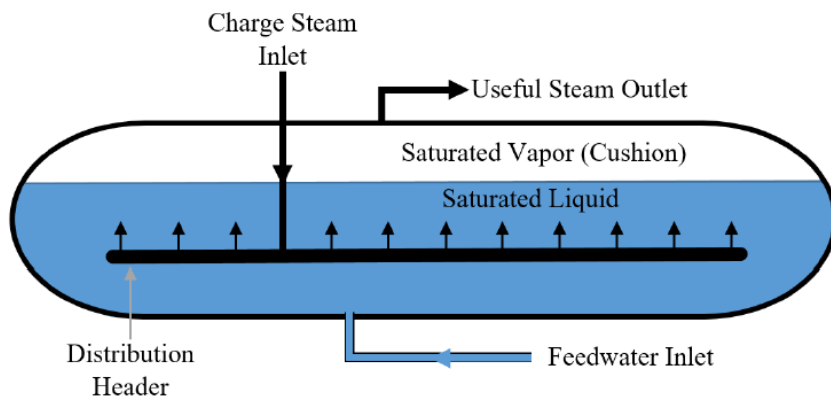 Charge Steam
Inlet
Useful Steam Outlet
Saturated Vapor (Cushion)
Saturated Liquid
Distribution
Header
Feedwater Inlet